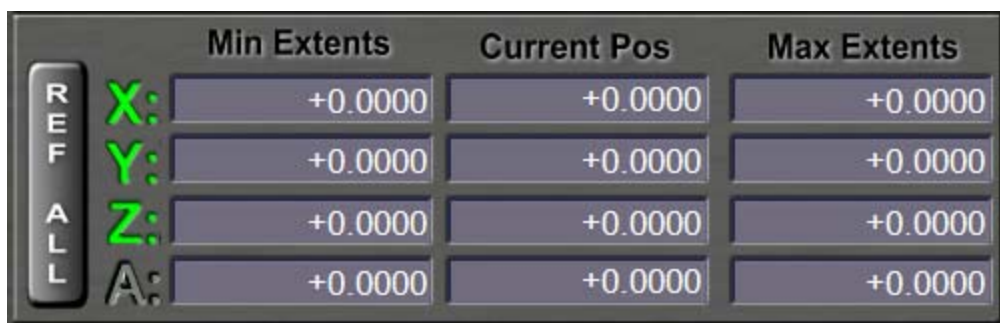 Min Extents Current Pos Max Extents
REF ALL
X: +0.0000 +0.0000 +0.0000
Y: +0.0000 +0.0000 +0.0000
Z: +0.0000 +0.0000 +0.0000
A: +0.0000 +0.0000 +0.0000